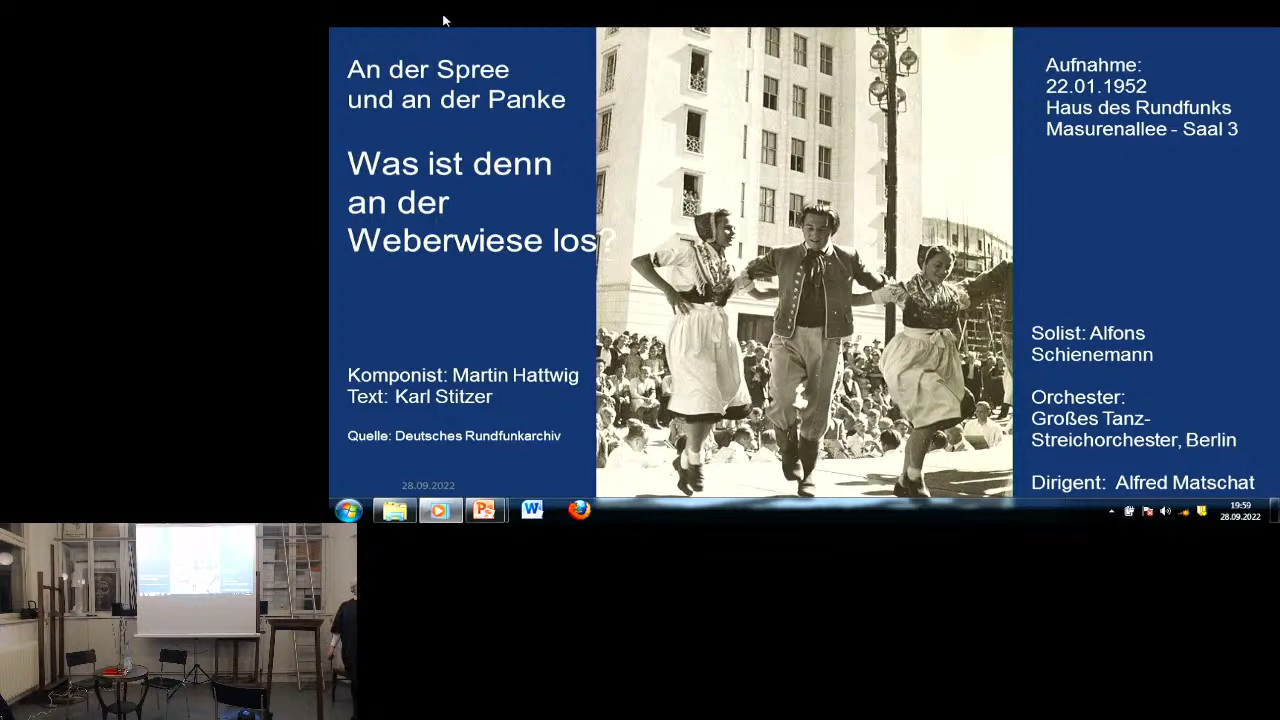 An der Spree
und an der Panke
Was ist denn
an der
Weberwiese los?
Komponist: Martin Hattwig
Text: Karl Stitzer
Quelle: Deutsches Rundfunkarchiv
28.09.2022
Aufnahme:
22.01.1952
Haus des Rundfunks
Masurenallee - Saal 3
Solist: Alfons
Schienemann
Orchester:
Großes Tanz-
Streichorchester, Berlin
Dirigent: Alfred Matschat
19:59
28.09.2022